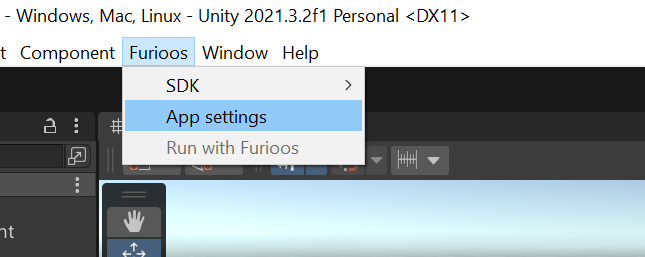 - Windows, Mac, Linux - Unity 2021.3.2f1 Personal <DX11>
t Component Furioos Window Help
SDK
App settings
Run with Furioos
nt